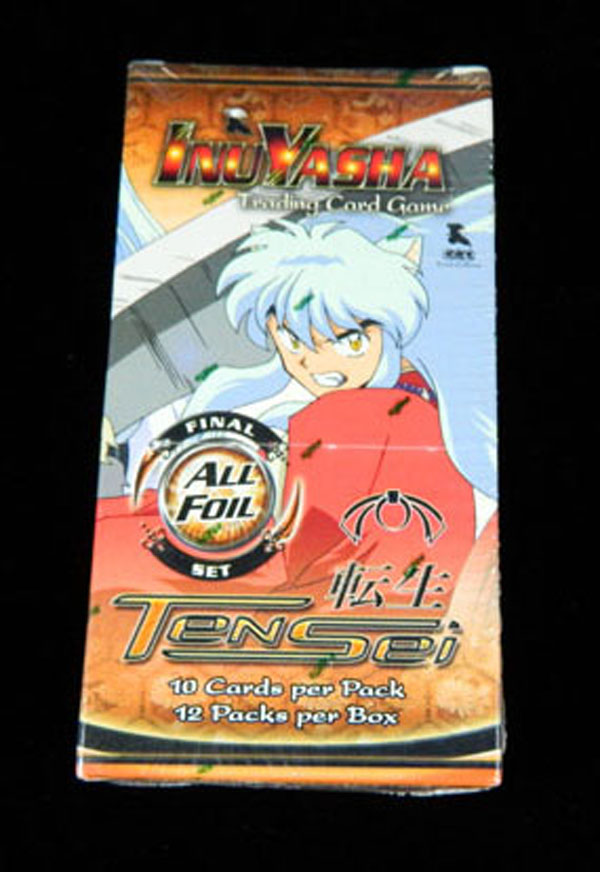 InuYasha
Trading Card Game
FINAL
ALL
FOIL
SET
転生
TENSEI
10 Cards per Pack
12 Packs per Box